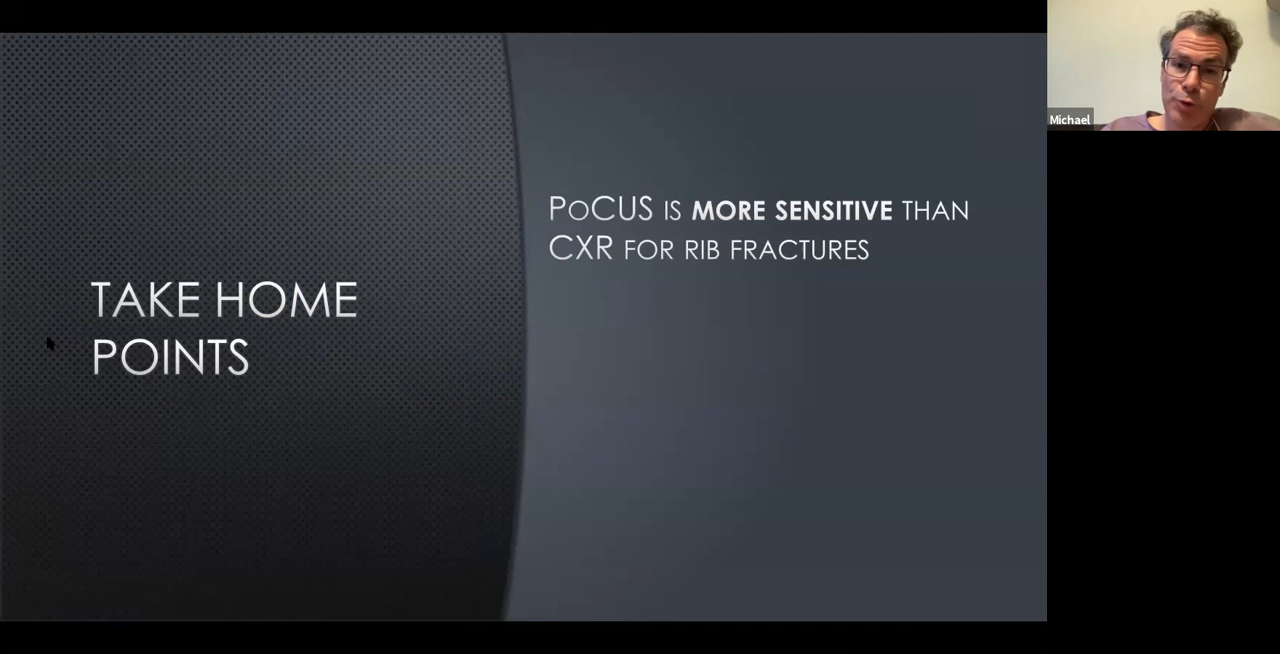 TAKE HOME
POINTS
PoCUS is MORE SENSITIVE THAN
CXR FOR RIB FRACTURES
Michael